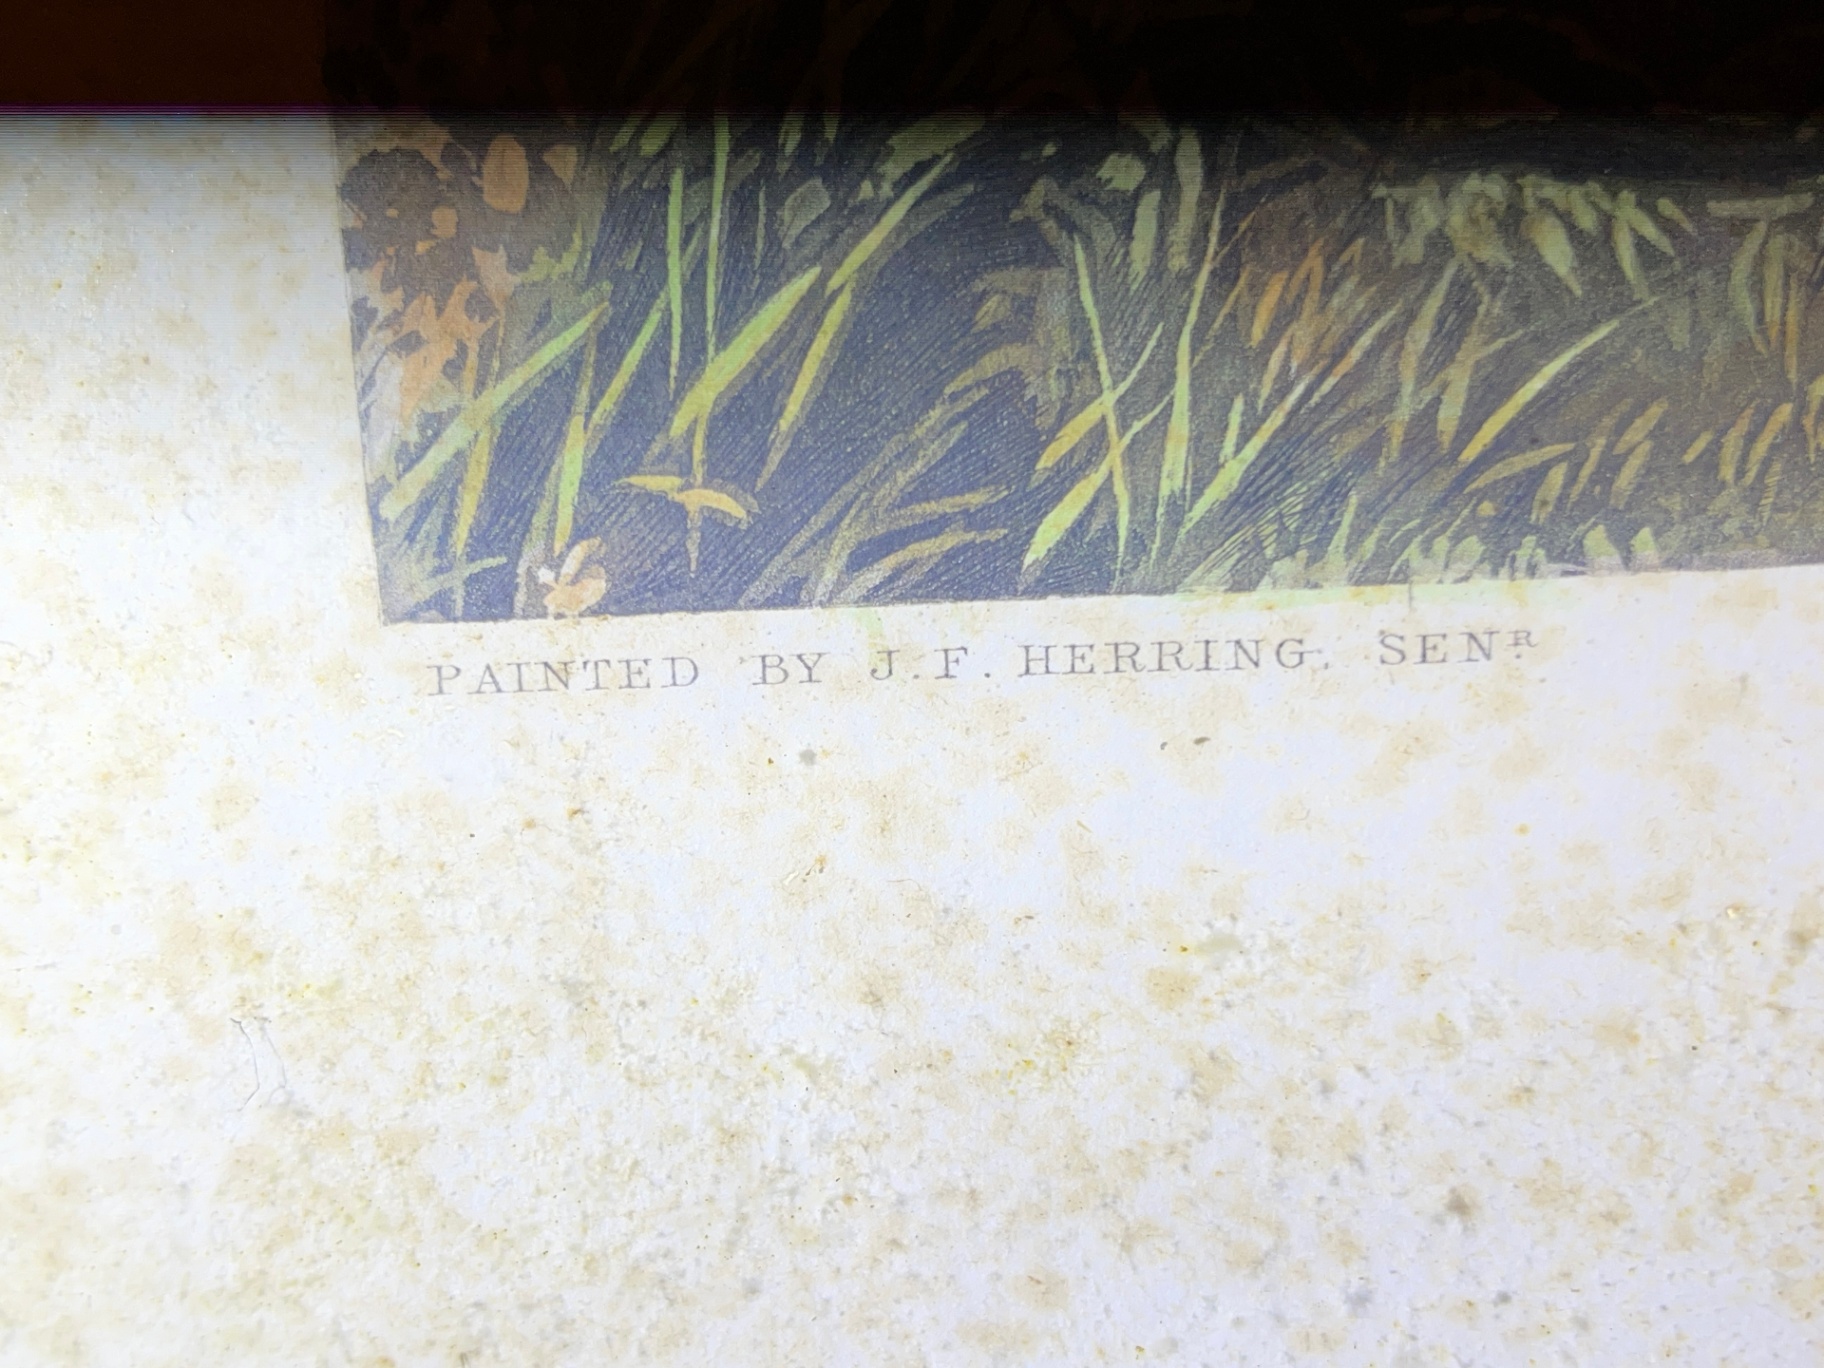 PAINTED BY J. F. HERRING, SENᴿ.